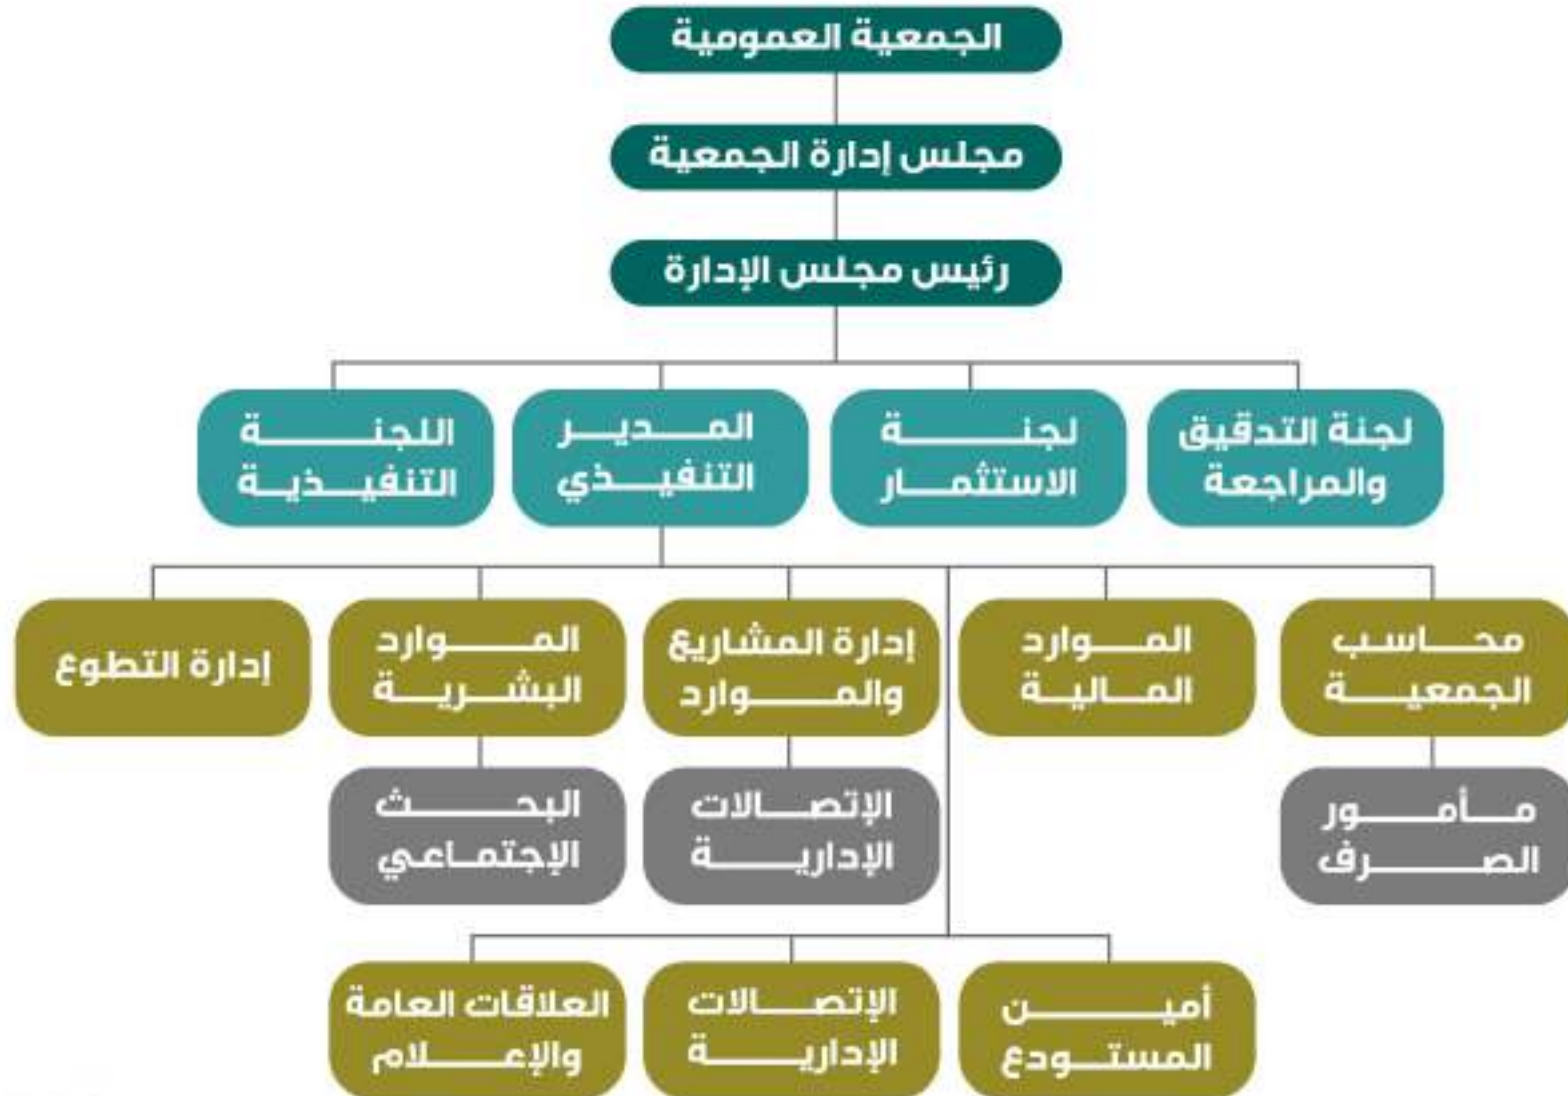 الجمعية العمومية
مجلس إدارة الجمعية
رئيس مجلس الإدارة
لجنة التدقيق
والمراجعة
لجنة
الاستثمار
المدير
التنفيذي
اللجنة
التنفيذية
محاسب
الجمعية
الموارد
المالية
إدارة المشاريع
والموارد
الموارد
البشرية
إدارة التطوع
مأمور
الصرف
الإتصالات
الإدارية
البحث
الإجتماعي
أمين
المستودع
الإتصالات
الإدارية
العلاقات العامة
والإعلام